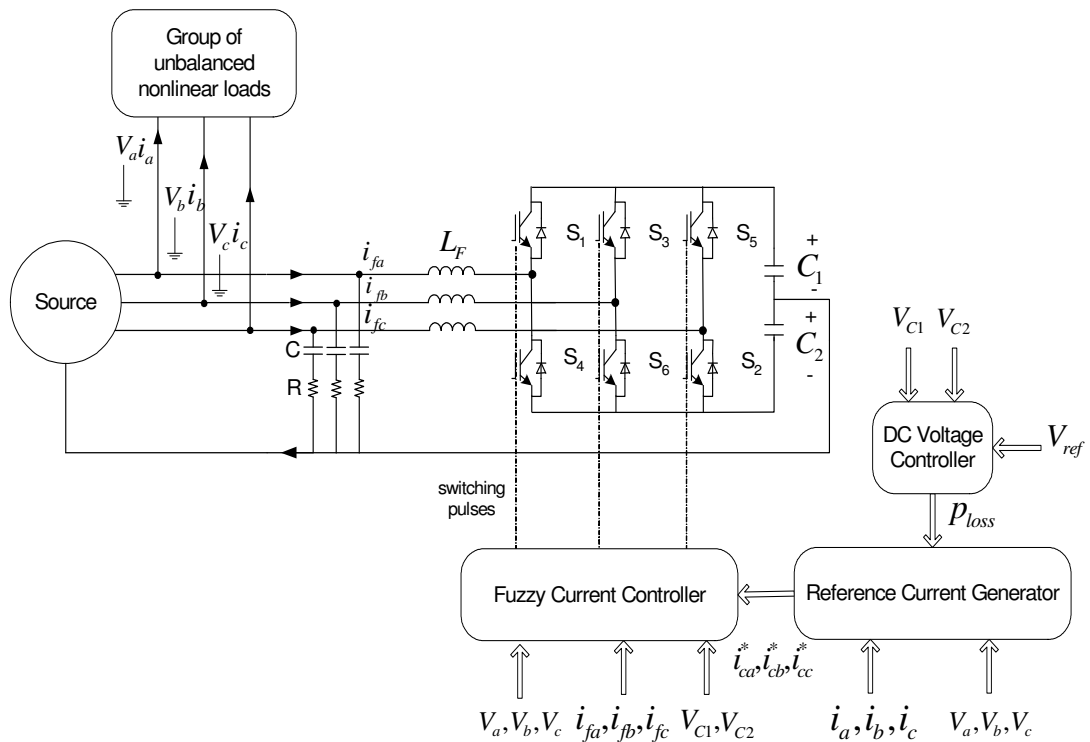 Group of
unbalanced
nonlinear loads
V_a i_a
V_b i_b
V_c i_c
Source
i_fa
i_fb
i_fc
L_F
C
R
S_1
S_3
S_5
S_4
S_6
S_2
+
C_1
-
+
C_2
-
V_C1
V_C2
DC Voltage
Controller
V_ref
p_loss
switching
pulses
Fuzzy Current Controller
Reference Current Generator
i*_ca, i*_cb, i*_cc
V_a, V_b, V_c
i_fa, i_fb, i_fc
V_C1, V_C2
i_a, i_b, i_c
V_a, V_b, V_c